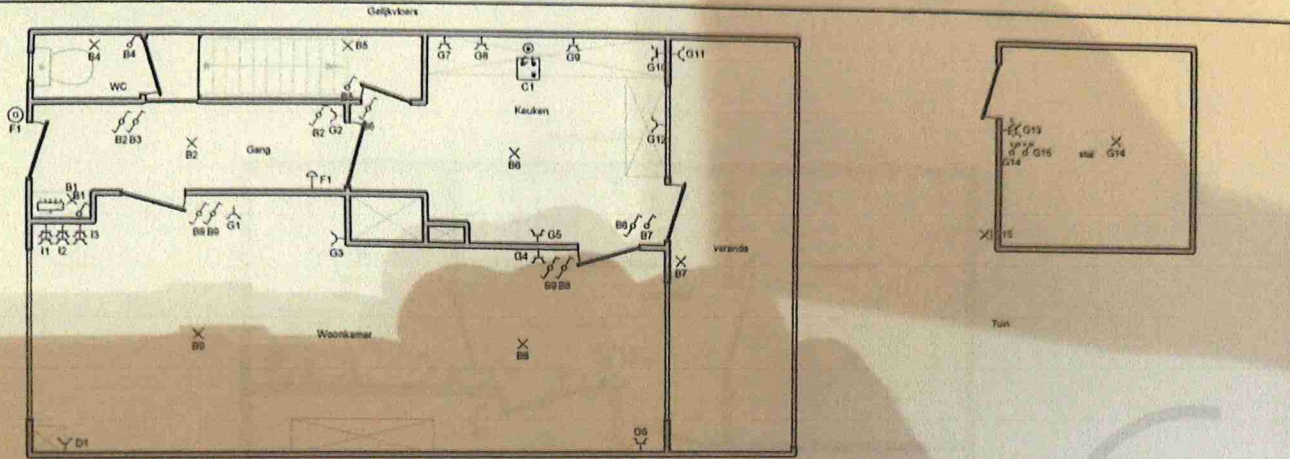 Gelijkvloers
B4
B4
B5
G7
G8
G9
G10
G11
WC
C1
B5
Keuken
F1
B2
B3
B2
G2
B6
G12
B2
Gang
B6
G13
G14
G15
stal
G14
F1
B1
B1
I1
I2
I3
B8
B9
G1
G3
G5
G4
B6
B7
B9
B8
B7
veranda
G15
Woonkamer
B9
B8
Tuin
D1